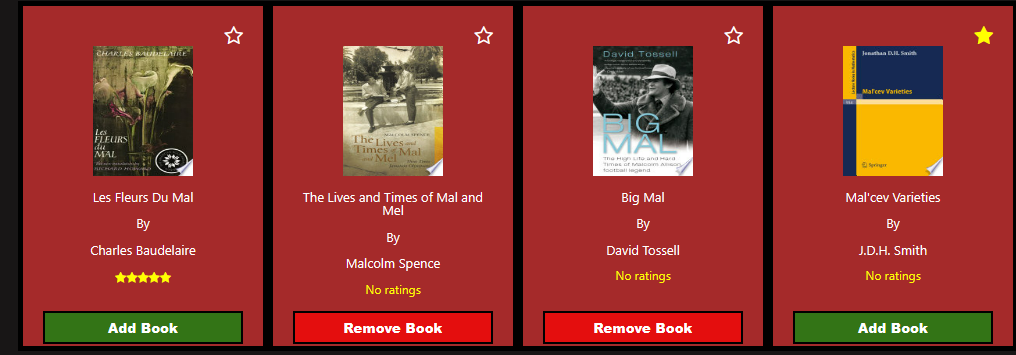 CHARLES BAUDELAIRE
Les
FLEURS
du
MAL
RICHARD HOWARD
Les Fleurs Du Mal
By
Charles Baudelaire
Add Book
MALCOLM SPENCE
The Lives and
Times of Mal
and Mel
The Lives and Times of Mal and
Mel
By
Malcolm Spence
No ratings
Remove Book
David Tossell
BIG
MAL
The High Life and Hard
Times of Malcolm Allison,
football legend
Big Mal
By
David Tossell
No ratings
Remove Book
Jonathan D.H. Smith
Mal'cev Varieties
Springer
Mal'cev Varieties
By
J.D.H. Smith
No ratings
Add Book